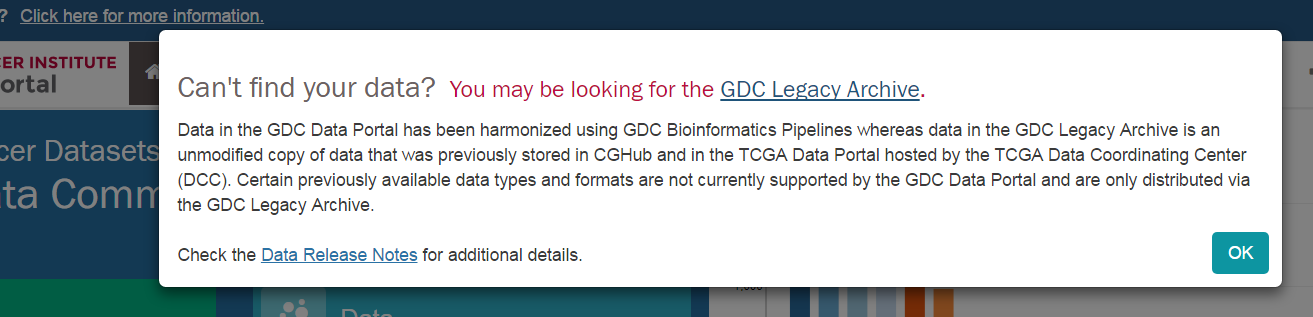 ? Click here for more information.
CER INSTITUTE
ortal
Can't find your data? You may be looking for the GDC Legacy Archive.
Data in the GDC Data Portal has been harmonized using GDC Bioinformatics Pipelines whereas data in the GDC Legacy Archive is an
unmodified copy of data that was previously stored in CGHub and in the TCGA Data Portal hosted by the TCGA Data Coordinating Center
(DCC). Certain previously available data types and formats are not currently supported by the GDC Data Portal and are only distributed via
the GDC Legacy Archive.
Check the Data Release Notes for additional details.
OK
cer Datasets
ta Comm
Data